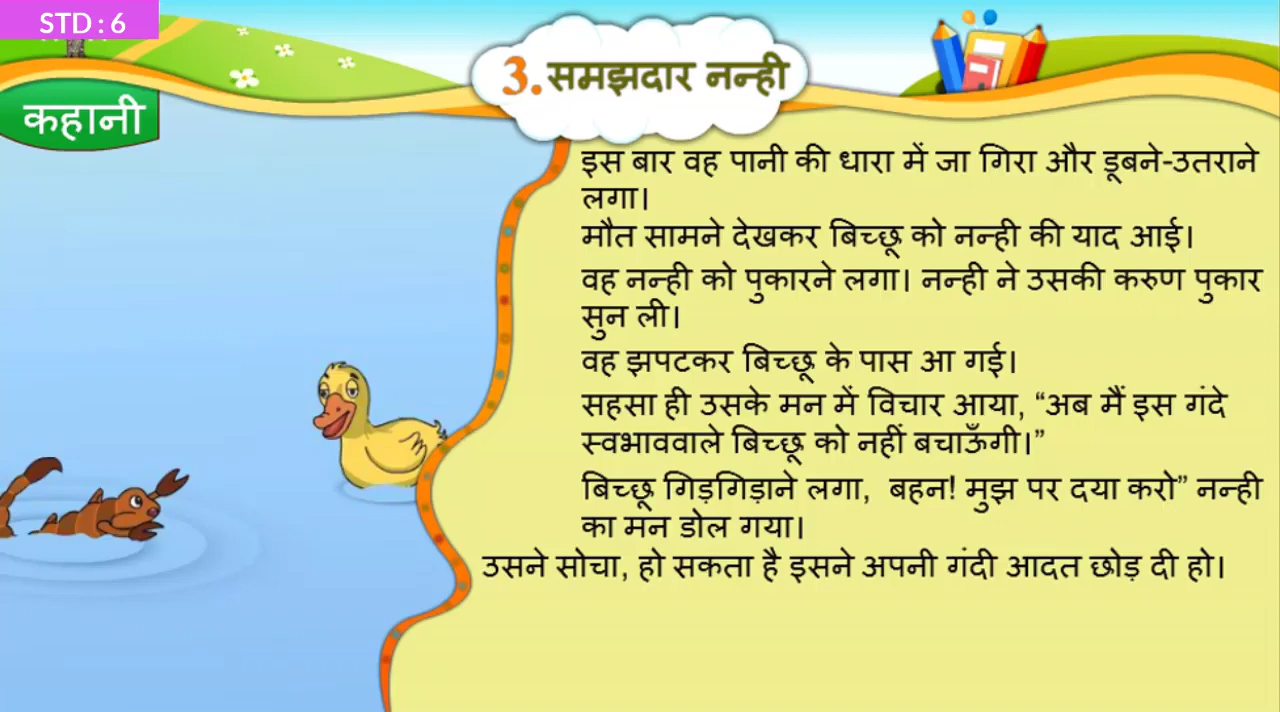 STD : 6
3. समझदार नन्ही
कहानी
इस बार वह पानी की धारा में जा गिरा और डूबने-उतराने
लगा।
मौत सामने देखकर बिच्छू को नन्ही की याद आई।
वह नन्ही को पुकारने लगा। नन्ही ने उसकी करुण पुकार
सुन ली।
वह झपटकर बिच्छू के पास आ गई।
सहसा ही उसके मन में विचार आया, “अब मैं इस गंदे
स्वभाववाले बिच्छू को नहीं बचाऊँगी।”
बिच्छू गिड़गिड़ाने लगा, बहन! मुझ पर दया करो” नन्ही
का मन डोल गया।
उसने सोचा, हो सकता है इसने अपनी गंदी आदत छोड़ दी हो।